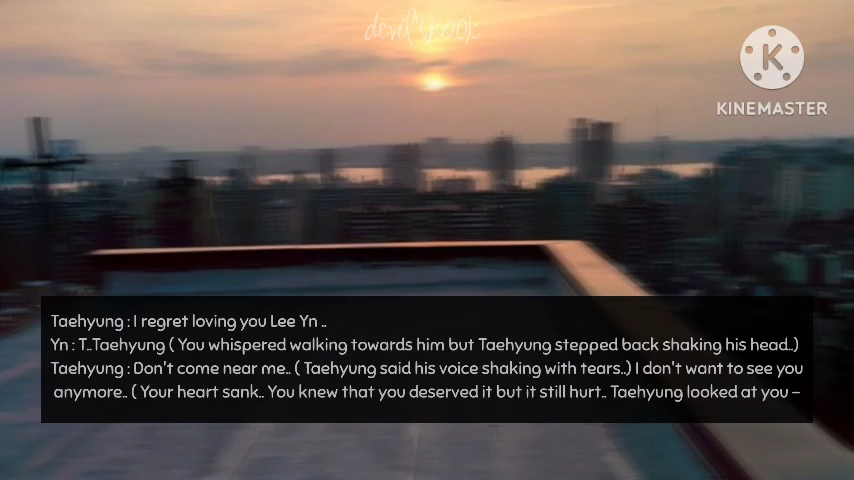 devil's kook
KINEMASTER
Taehyung : I regret loving you Lee Yn ..
Yn : T..Taehyung ( You whispered walking towards him but Taehyung stepped back shaking his head..)
Taehyung : Don't come near me.. ( Taehyung said his voice shaking with tears..) I don't want to see you
anymore.. ( Your heart sank.. You knew that you deserved it but it still hurt.. Taehyung looked at you –